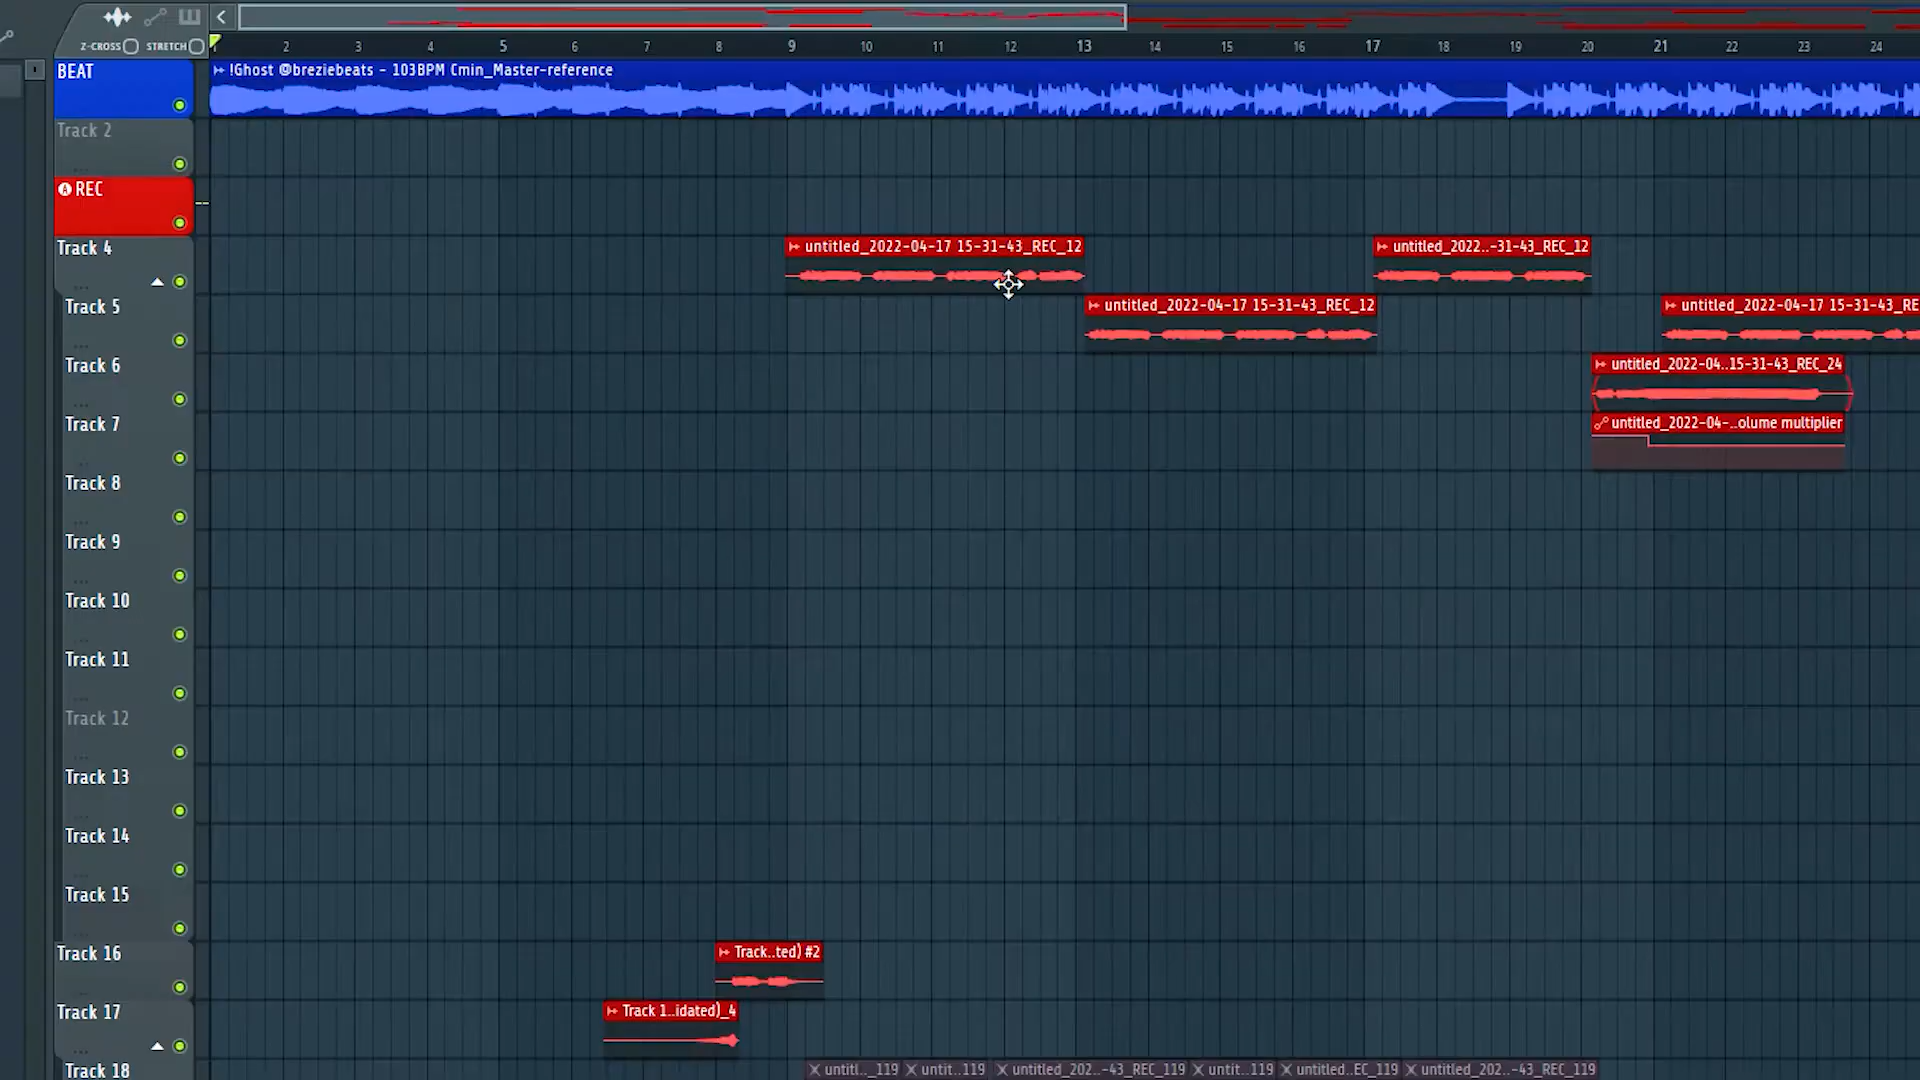 Z-CROSS STRETCH
1 2 3 4 5 6 7 8 9 10 11 12 13 14 15 16 17 18 19 20 21 22 23 24
BEAT
!Ghost @breziebeats - 103BPM Cmin_Master-reference
Track 2
A REC
Track 4
untitled_2022-04-17 15-31-43_REC_12
untitled_2022..-31-43_REC_12
Track 5
untitled_2022-04-17 15-31-43_REC_12
untitled_2022-04-17 15-31-43_RE
Track 6
untitled_2022-04..15-31-43_REC_24
Track 7
untitled_2022-04-..olume multiplier
Track 8
Track 9
Track 10
Track 11
Track 12
Track 13
Track 14
Track 15
Track 16
Track..ted) #2
Track 17
Track 1..idated)_4
Track 18
untitl.._119
untit..119
untitled_202..-43_REC_119
untit..119
untitled..EC_119
untitled_202..-43_REC_119